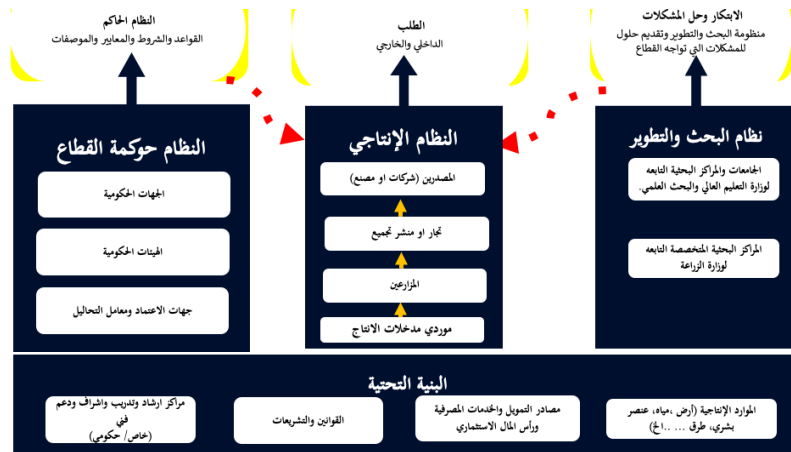 الابتكار وحل المشكلات
منظومة البحث والتطوير وتقديم حلول
للمشكلات التي تواجه القطاع
الطلب
الداخلي والخارجي
النظام الحاكم
القواعد والشروط والمعايير والموصفات
نظام البحث والتطوير
الجامعات والمراكز البحثية التابعه
لوزارة التعليم العالي والبحث العلمي.
المراكز البحثية المتخصصة التابعه
لوزارة الزراعة
النظام الإنتاجي
المصدرين (شركات او مصنع)
تجار او منشر تجميع
المزارعين
موردي مدخلات الانتاج
النظام حوكمة القطاع
الجهات الحكومية
الهيئات الحكومية
جهات الاعتماد ومعامل التحاليل
البنية التحتية
الموارد الإنتاجية (أرض ،مياه، عنصر
بشري، طرق ... ..الخ)
مصادر التمويل والخدمات المصرفية
ورأس المال الاستثماري
القوانين والتشريعات
مراكز ارشاد وتدريب واشراف ودعم
فني
(خاص/ حكومي)